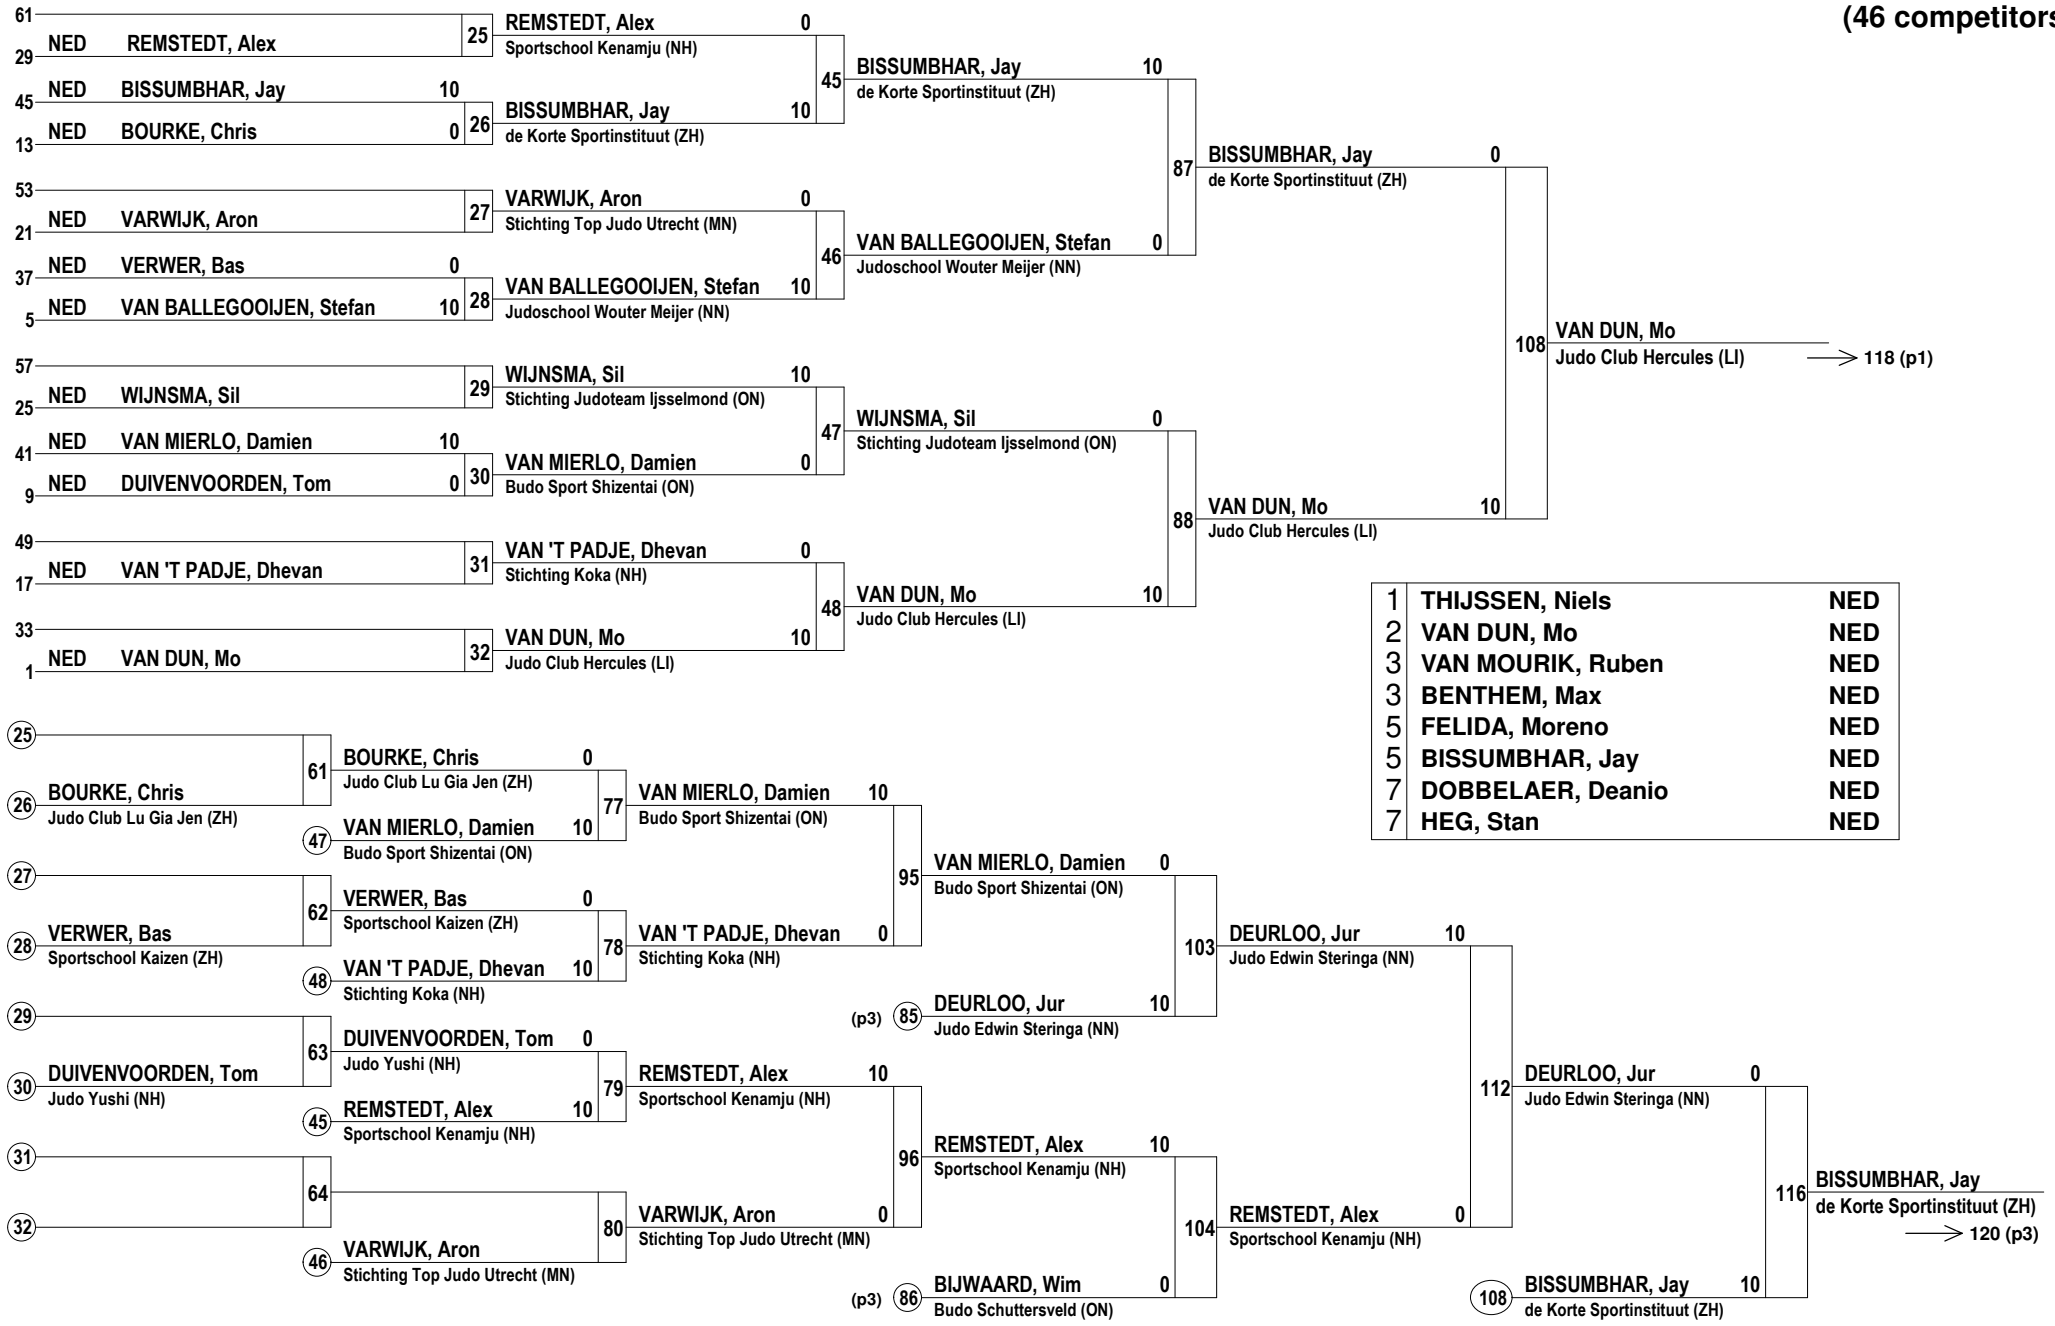 (46 competitors
61
NED REMSTEDT, Alex
29
25
REMSTEDT, Alex 0
Sportschool Kenamju (NH)
45 NED BISSUMBHAR, Jay 10
13 NED BOURKE, Chris 0
26
BISSUMBHAR, Jay 10
de Korte Sportinstituut (ZH)
45
BISSUMBHAR, Jay 10
de Korte Sportinstituut (ZH)
53
21 NED VARWIJK, Aron
27
VARWIJK, Aron 0
Stichting Top Judo Utrecht (MN)
37 NED VERWER, Bas 0
5 NED VAN BALLEGOOIJEN, Stefan 10
28
VAN BALLEGOOIJEN, Stefan 10
Judoschool Wouter Meijer (NN)
46
VAN BALLEGOOIJEN, Stefan 0
Judoschool Wouter Meijer (NN)
87
BISSUMBHAR, Jay 0
de Korte Sportinstituut (ZH)
57
25 NED WIJNSMA, Sil
29
WIJNSMA, Sil 10
Stichting Judoteam Ijsselmond (ON)
41 NED VAN MIERLO, Damien 10
9 NED DUIVENVOORDEN, Tom 0
30
VAN MIERLO, Damien 0
Budo Sport Shizentai (ON)
47
WIJNSMA, Sil 0
Stichting Judoteam Ijsselmond (ON)
49
17 NED VAN 'T PADJE, Dhevan
31
VAN 'T PADJE, Dhevan 0
Stichting Koka (NH)
33
1 NED VAN DUN, Mo
32
VAN DUN, Mo 10
Judo Club Hercules (LI)
48
VAN DUN, Mo 10
Judo Club Hercules (LI)
88
VAN DUN, Mo 10
Judo Club Hercules (LI)
108
VAN DUN, Mo
Judo Club Hercules (LI)
118 (p1)
1 THIJSSEN, Niels NED
2 VAN DUN, Mo NED
3 VAN MOURIK, Ruben NED
3 BENTHEM, Max NED
5 FELIDA, Moreno NED
5 BISSUMBHAR, Jay NED
7 DOBBELAER, Deanio NED
7 HEG, Stan NED
25
26 BOURKE, Chris
Judo Club Lu Gia Jen (ZH)
61
BOURKE, Chris 0
Judo Club Lu Gia Jen (ZH)
47 VAN MIERLO, Damien 10
Budo Sport Shizentai (ON)
77
VAN MIERLO, Damien 10
Budo Sport Shizentai (ON)
27
28 VERWER, Bas
Sportschool Kaizen (ZH)
62
VERWER, Bas 0
Sportschool Kaizen (ZH)
48 VAN 'T PADJE, Dhevan 10
Stichting Koka (NH)
78
VAN 'T PADJE, Dhevan 0
Stichting Koka (NH)
95
VAN MIERLO, Damien 0
Budo Sport Shizentai (ON)
(p3) 85 DEURLOO, Jur 10
Judo Edwin Steringa (NN)
103
DEURLOO, Jur 10
Judo Edwin Steringa (NN)
29
30 DUIVENVOORDEN, Tom
Judo Yushi (NH)
63
DUIVENVOORDEN, Tom 0
Judo Yushi (NH)
45 REMSTEDT, Alex 10
Sportschool Kenamju (NH)
79
REMSTEDT, Alex 10
Sportschool Kenamju (NH)
31
32
64
46 VARWIJK, Aron
Stichting Top Judo Utrecht (MN)
80
VARWIJK, Aron 0
Stichting Top Judo Utrecht (MN)
96
REMSTEDT, Alex 10
Sportschool Kenamju (NH)
(p3) 86 BIJWAARD, Wim 0
Budo Schuttersveld (ON)
104
REMSTEDT, Alex 0
Sportschool Kenamju (NH)
112
DEURLOO, Jur 0
Judo Edwin Steringa (NN)
108 BISSUMBHAR, Jay 10
de Korte Sportinstituut (ZH)
116
BISSUMBHAR, Jay
de Korte Sportinstituut (ZH)
120 (p3)